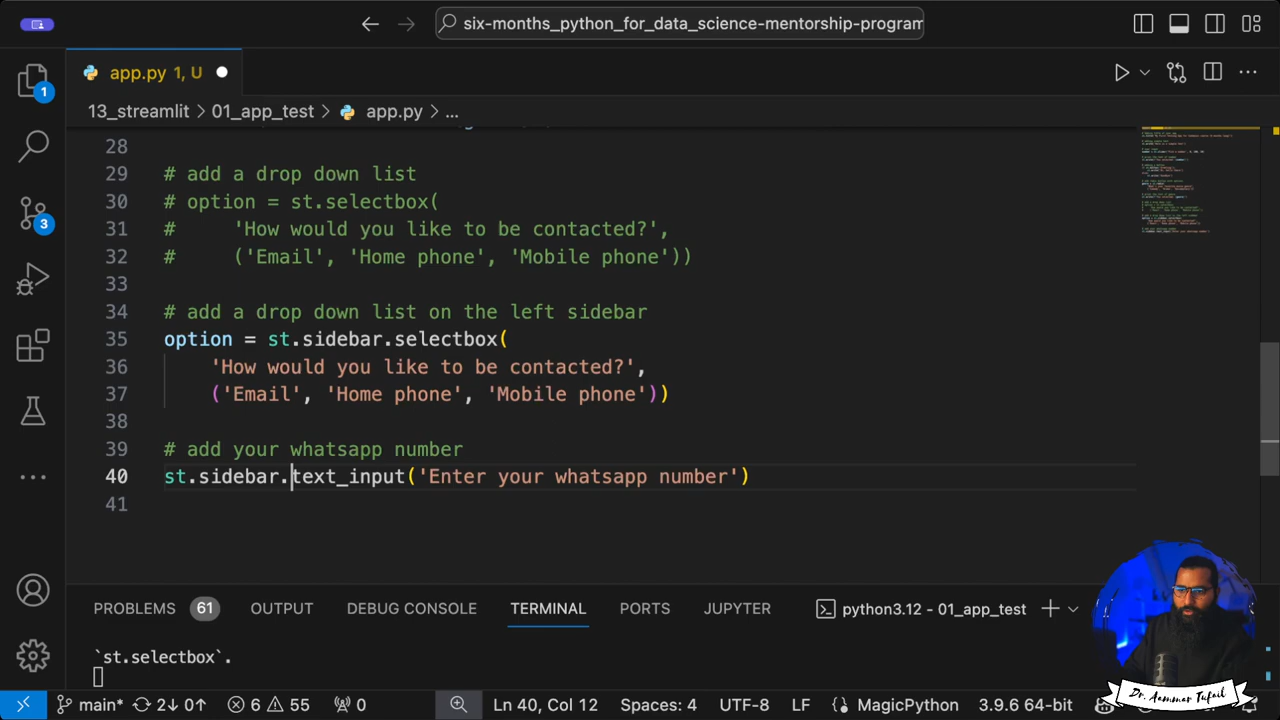 six-months_python_for_data_science-mentorship-program
app.py 1, U
13_streamlit > 01_app_test > app.py > ...
28
29 # add a drop down list
30 # option = st.selectbox(
31 #     'How would you like to be contacted?',
32 #     ('Email', 'Home phone', 'Mobile phone'))
33
34 # add a drop down list on the left sidebar
35 option = st.sidebar.selectbox(
36     'How would you like to be contacted?',
37     ('Email', 'Home phone', 'Mobile phone'))
38
39 # add your whatsapp number
40 st.sidebar.text_input('Enter your whatsapp number')
41
1
3
PROBLEMS 61 OUTPUT DEBUG CONSOLE TERMINAL PORTS JUPYTER python3.12 - 01_app_test
`st.selectbox`.
main* 2↓ 0↑ 6 55 0 Ln 40, Col 12 Spaces: 4 UTF-8 LF MagicPython 3.9.6 64-bit
Dr. Aammar Tufail